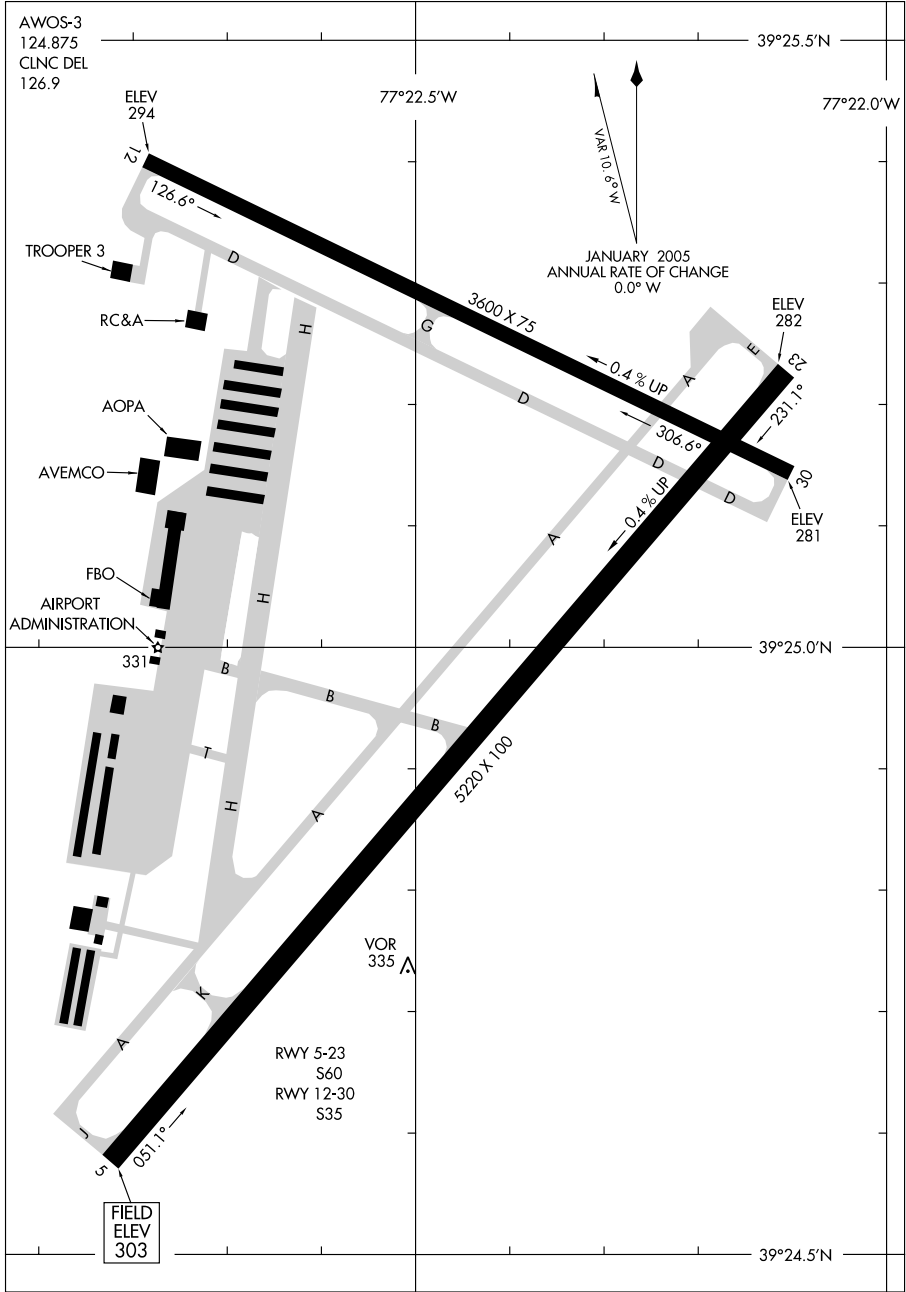 AWOS-3
124.875
CLNC DEL
126.9
39°25.5'N
77°22.5'W
77°22.0'W
ELEV
294
12
126.6°
VAR 10.6° W
JANUARY 2005
ANNUAL RATE OF CHANGE
0.0° W
TROOPER 3
D
RC&A
H
G
3600 X 75
ELEV
282
E
23
A
0.4 % UP
231.1°
D
306.6°
AOPA
AVEMCO
D
30
D
0.4 % UP
ELEV
281
A
FBO
H
AIRPORT
ADMINISTRATION
331
39°25.0'N
B
B
B
T
5220 X 100
H
A
VOR
335
K
A
RWY 5-23
S60
RWY 12-30
S35
J
5
051.1°
FIELD
ELEV
303
39°24.5'N